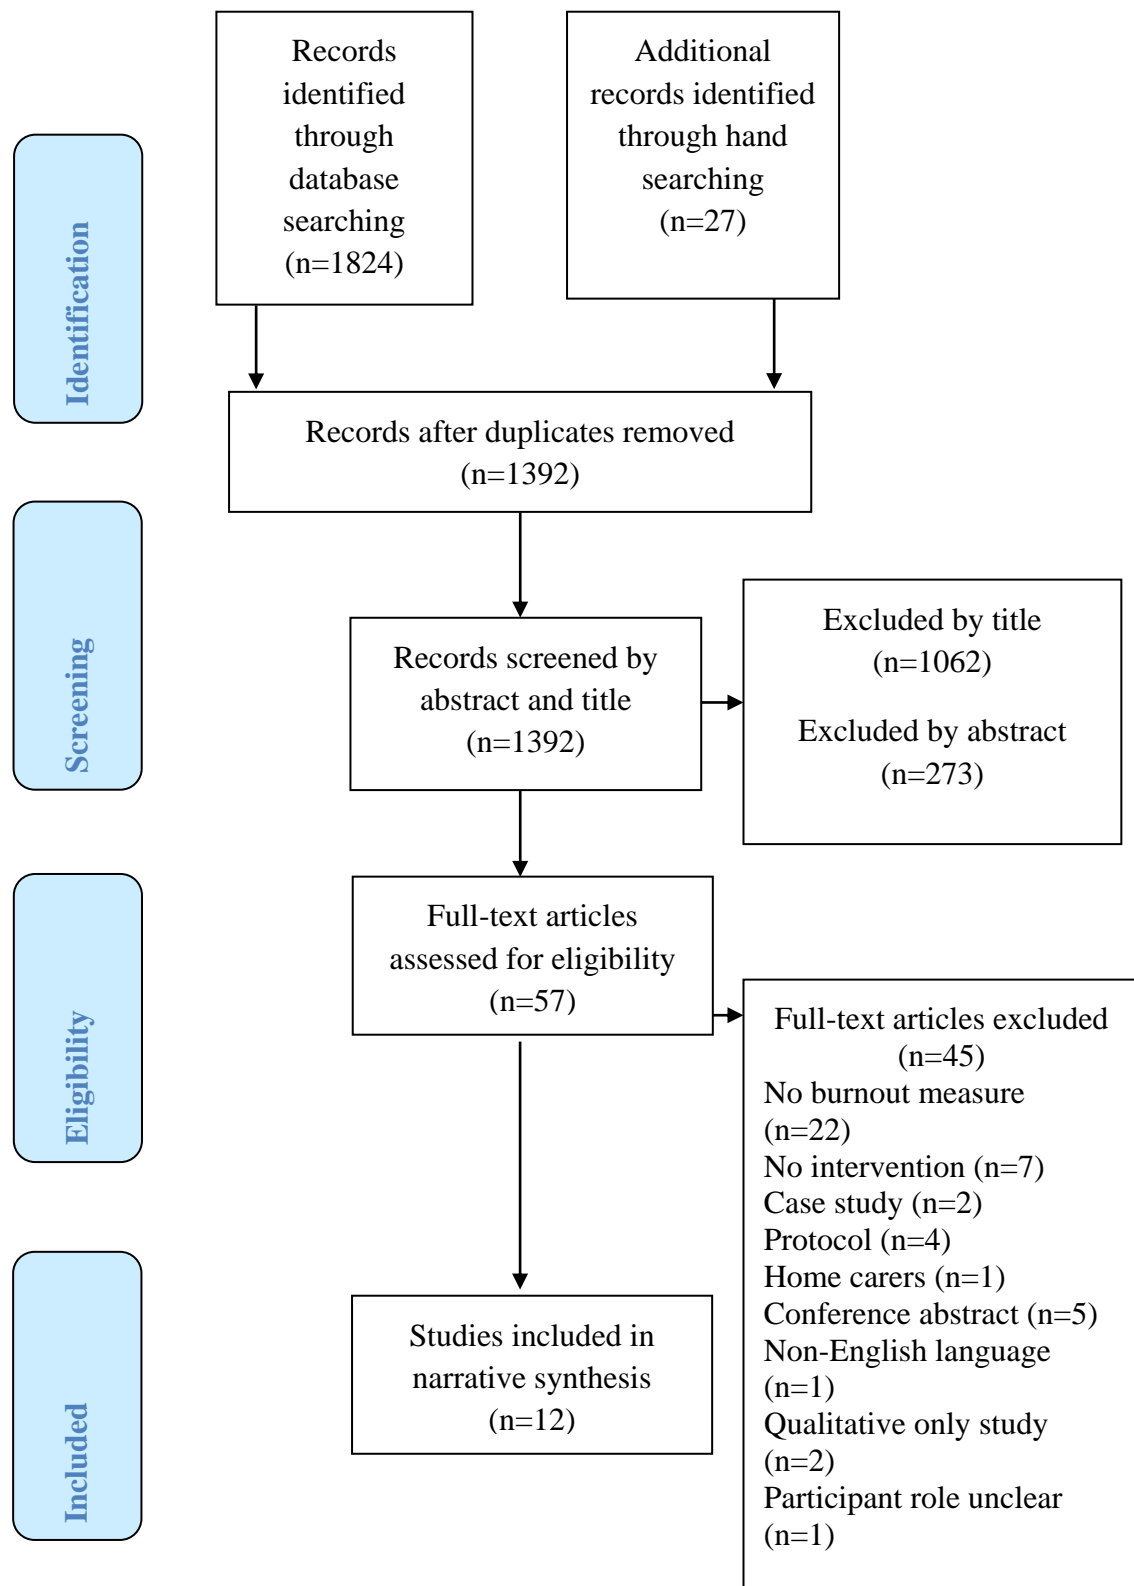 Records
identified
through
database
searching
(n=1824)
Additional
records identified
through hand
searching
(n=27)
Identification
Records after duplicates removed
(n=1392)
Screening
Records screened by
abstract and title
(n=1392)
Excluded by title
(n=1062)
Excluded by abstract
(n=273)
Eligibility
Full-text articles
assessed for eligibility
(n=57)
Full-text articles excluded
(n=45)
No burnout measure
(n=22)
No intervention (n=7)
Case study (n=2)
Protocol (n=4)
Home carers (n=1)
Conference abstract (n=5)
Non-English language
(n=1)
Qualitative only study
(n=2)
Participant role unclear
(n=1)
Included
Studies included in
narrative synthesis
(n=12)